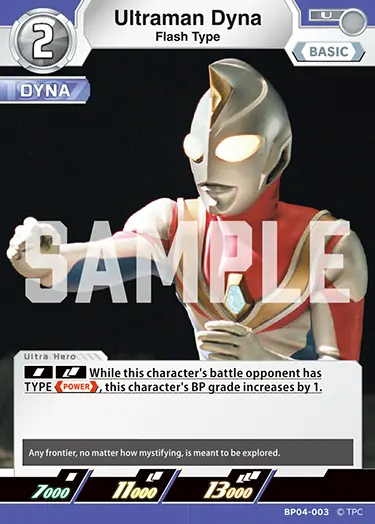 Ultraman Dyna
Flash Type
2
U
BASIC
DYNA
SAMPLE
Ultra Hero
While this character's battle opponent has
TYPE POWER, this character's BP grade increases by 1.
Any frontier, no matter how mystifying, is meant to be explored.
7000 11000 13000
BP04-003 © TPC